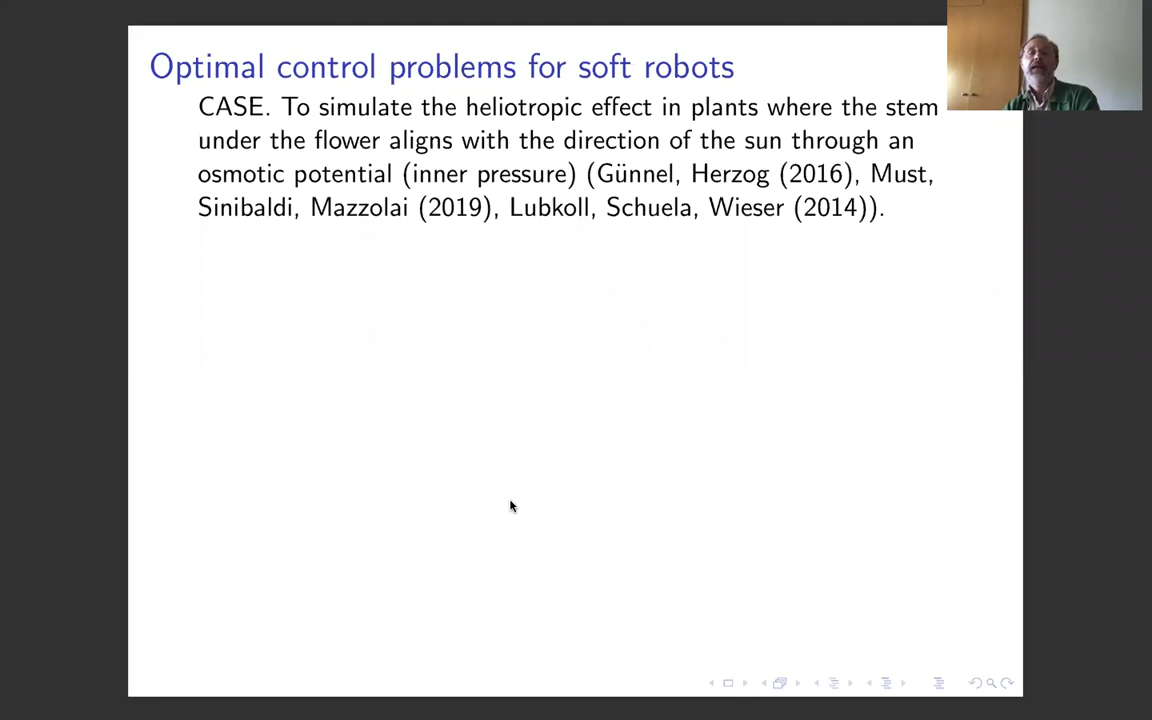 Optimal control problems for soft robots
CASE. To simulate the heliotropic effect in plants where the stem
under the flower aligns with the direction of the sun through an
osmotic potential (inner pressure) (Günnel, Herzog (2016), Must,
Sinibaldi, Mazzolai (2019), Lubkoll, Schuela, Wieser (2014)).